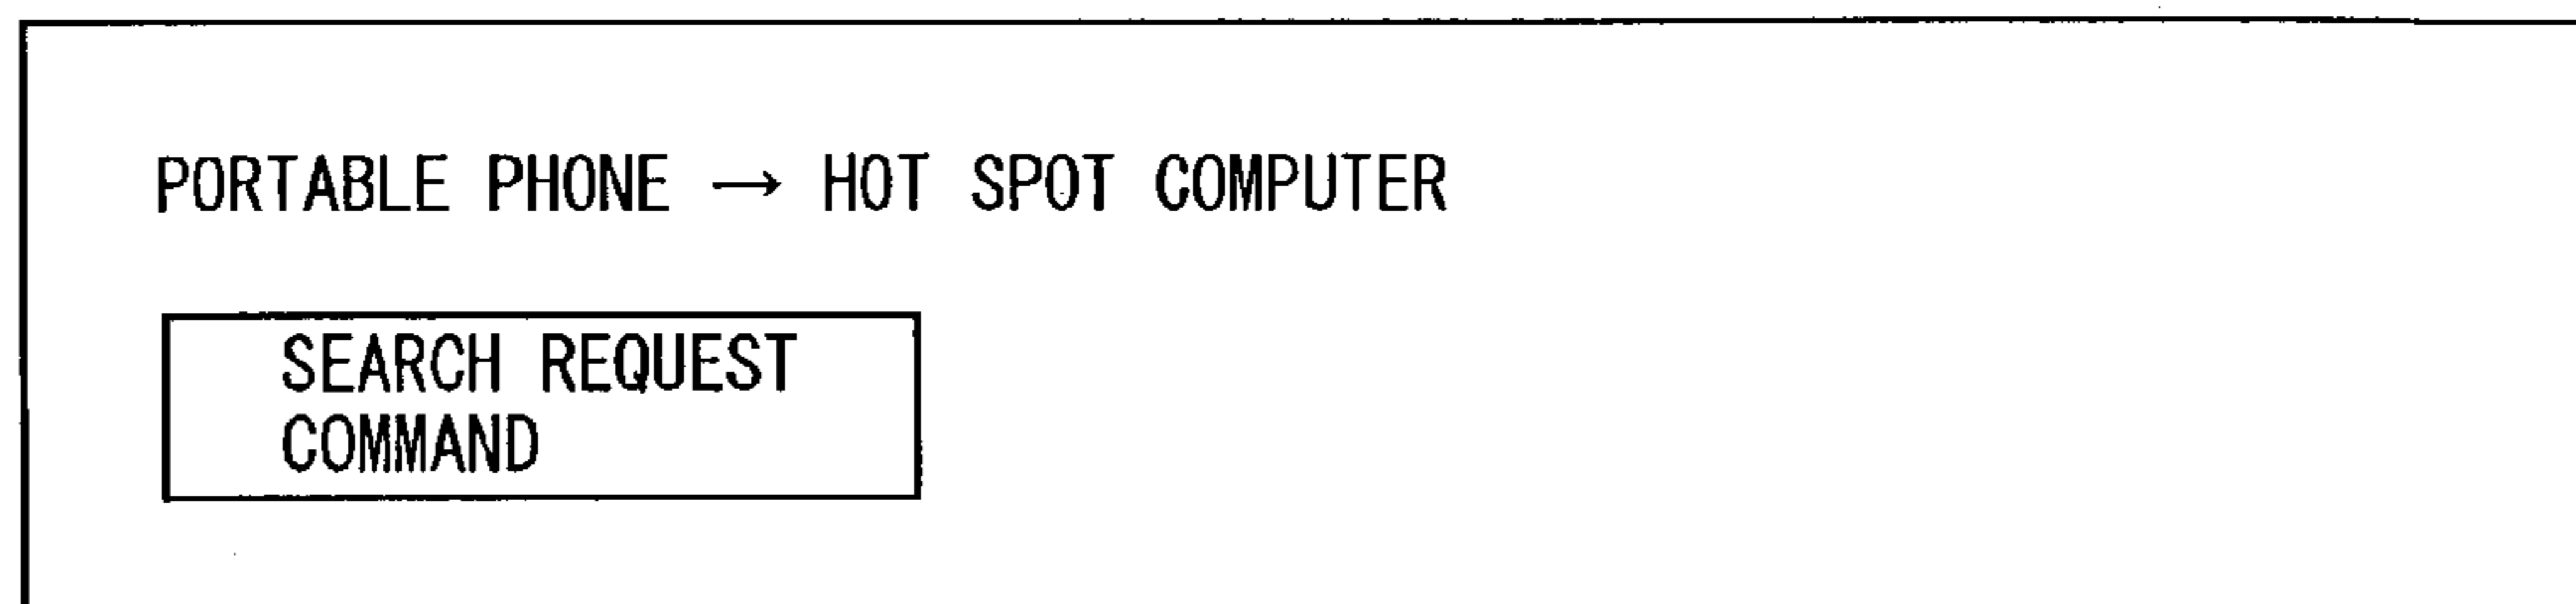 PORTABLE PHONE → HOT SPOT COMPUTER
SEARCH REQUEST
COMMAND